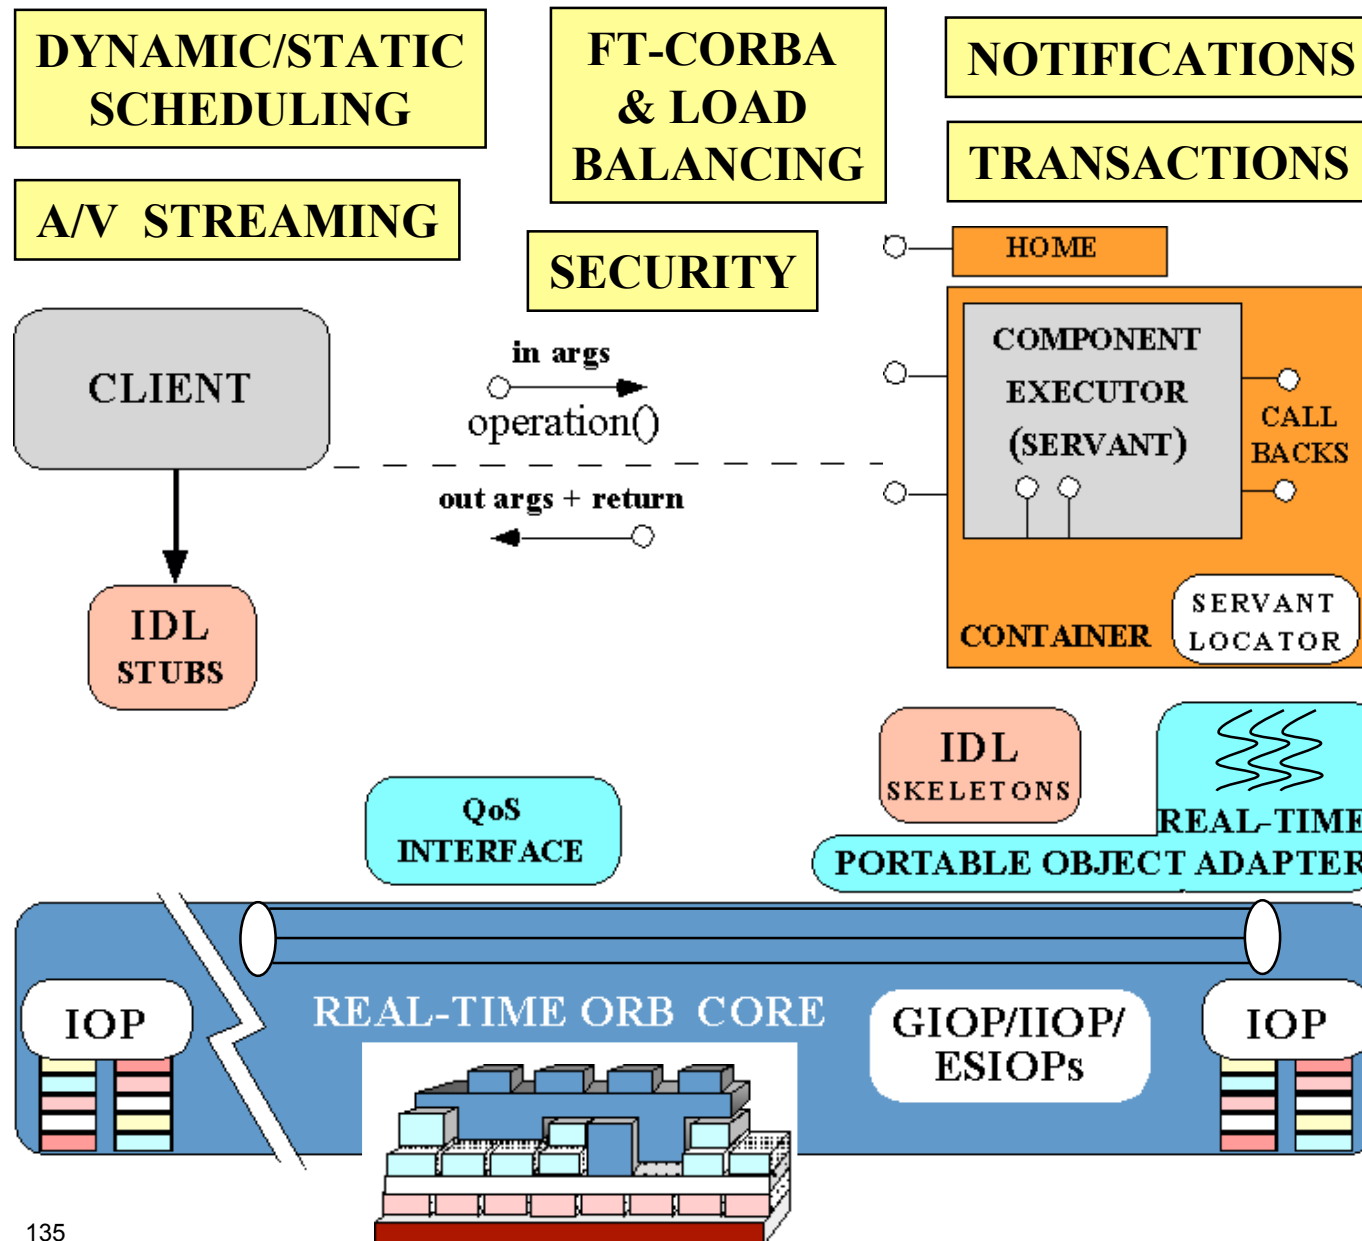 DYNAMIC/STATIC
SCHEDULING
FT-CORBA
& LOAD
BALANCING
NOTIFICATIONS
TRANSACTIONS
A/V STREAMING
SECURITY
HOME
CLIENT
in args
operation()
out args + return
COMPONENT
EXECUTOR
(SERVANT)
CALL
BACKS
IDL
STUBS
SERVANT
LOCATOR
CONTAINER
IDL
SKELETONS
QoS
INTERFACE
REAL-TIME
PORTABLE OBJECT ADAPTER
IOP
REAL-TIME ORB CORE
GIOP/IIOP/
ESIOPs
IOP
135